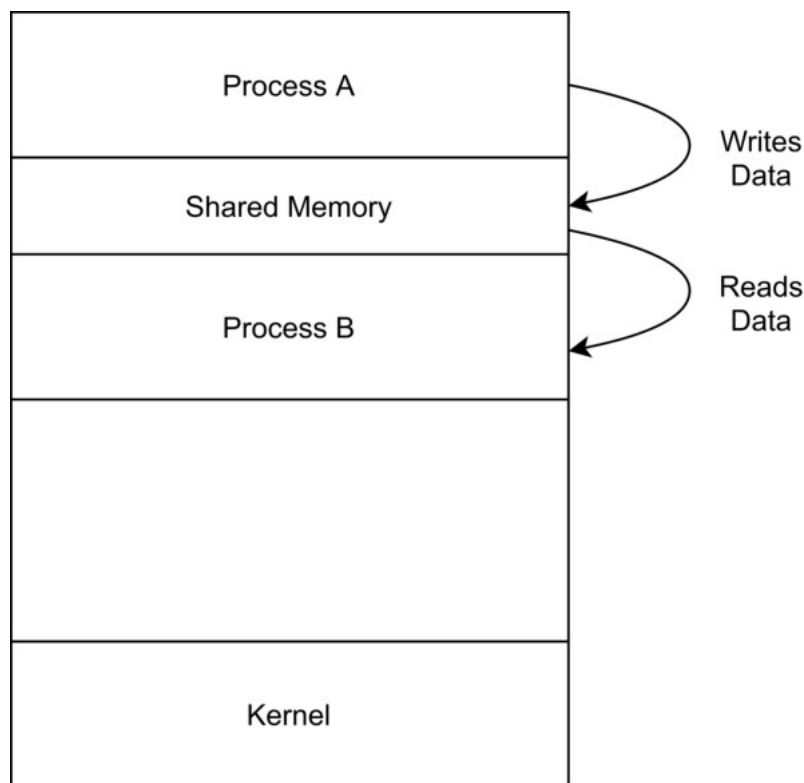 Process A
Writes
Data
Shared Memory
Reads
Data
Process B
Kernel